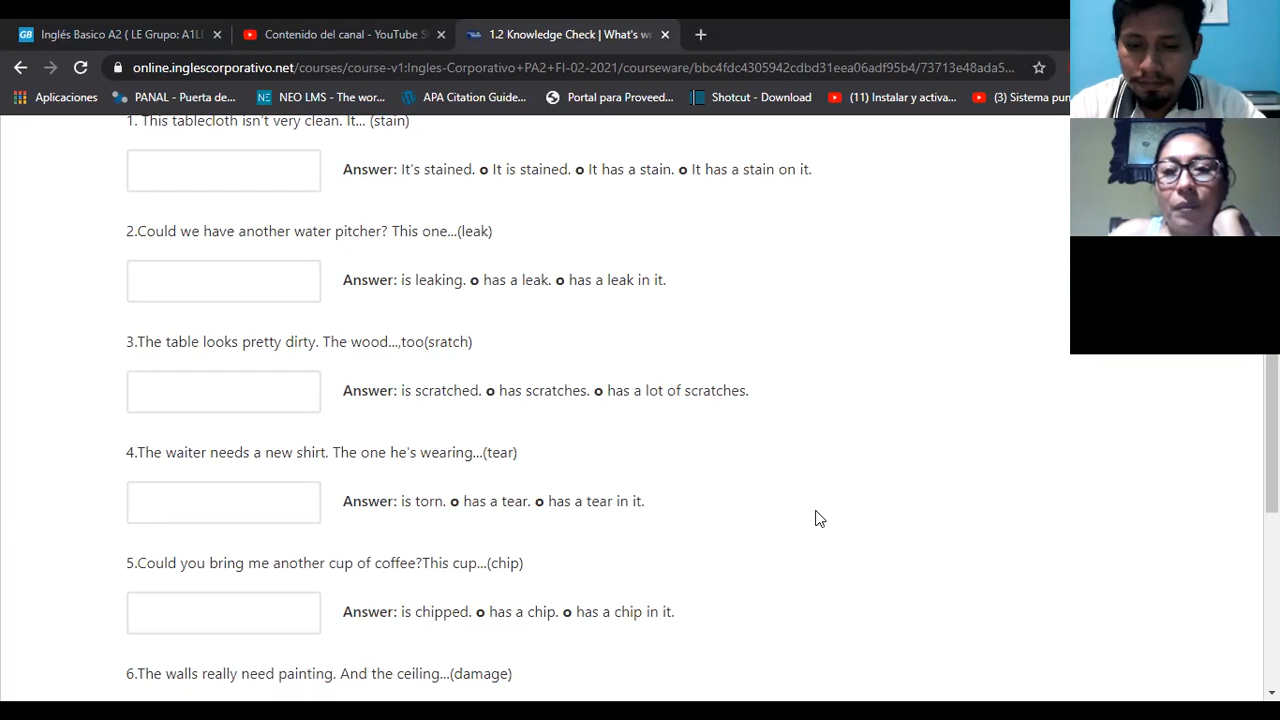 Inglés Basico A2 ( LE Grupo: A1LE
Contenido del canal - YouTube S
1.2 Knowledge Check | What's wr
online.inglescorporativo.net/courses/course-v1:Ingles-Corporativo+PA2+FI-02-2021/courseware/bbc4fdc4305942cdbd31eea06adf95b4/73713e48ada5...
Aplicaciones
PANAL - Puerta de...
NEO LMS - The wo...
APA Citation Guide...
Portal para Proveed...
Shotcut - Download
(11) Instalar y activa...
(3) Sistema pun
1. This tablecloth isn't very clean. It... (stain)
Answer: It's stained. o It is stained. o It has a stain. o It has a stain on it.
2.Could we have another water pitcher? This one...(leak)
Answer: is leaking. o has a leak. o has a leak in it.
3.The table looks pretty dirty. The wood...,too(sratch)
Answer: is scratched. o has scratches. o has a lot of scratches.
4.The waiter needs a new shirt. The one he's wearing...(tear)
Answer: is torn. o has a tear. o has a tear in it.
5.Could you bring me another cup of coffee?This cup...(chip)
Answer: is chipped. o has a chip. o has a chip in it.
6.The walls really need painting. And the ceiling...(damage)